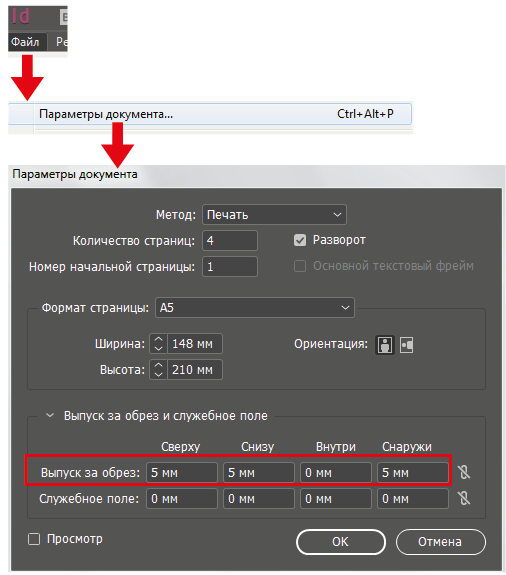 Id
Файл
Параметры документа... Ctrl+Alt+P
Параметры документа
Метод: Печать
Количество страниц: 4 Разворот
Номер начальной страницы: 1 Основной текстовый фрейм
Формат страницы: A5
Ширина: 148 мм Ориентация:
Высота: 210 мм
Выпуск за обрез и служебное поле
Сверху Снизу Внутри Снаружи
Выпуск за обрез: 5 мм 5 мм 0 мм 5 мм
Служебное поле: 0 мм 0 мм 0 мм 0 мм
Просмотр OK Отмена